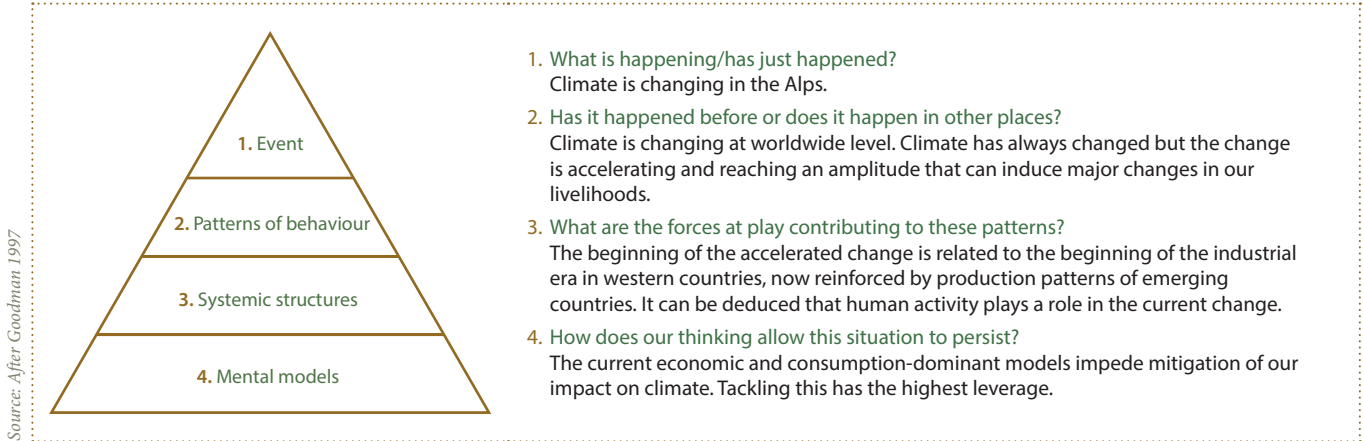 1. Event
2. Patterns of behaviour
3. Systemic structures
4. Mental models
1. What is happening/has just happened?
Climate is changing in the Alps.
2. Has it happened before or does it happen in other places?
Climate is changing at worldwide level. Climate has always changed but the change
is accelerating and reaching an amplitude that can induce major changes in our
livelihoods.
3. What are the forces at play contributing to these patterns?
The beginning of the accelerated change is related to the beginning of the industrial
era in western countries, now reinforced by production patterns of emerging
countries. It can be deduced that human activity plays a role in the current change.
4. How does our thinking allow this situation to persist?
The current economic and consumption-dominant models impede mitigation of our
impact on climate. Tackling this has the highest leverage.
Source: After Goodman 1997